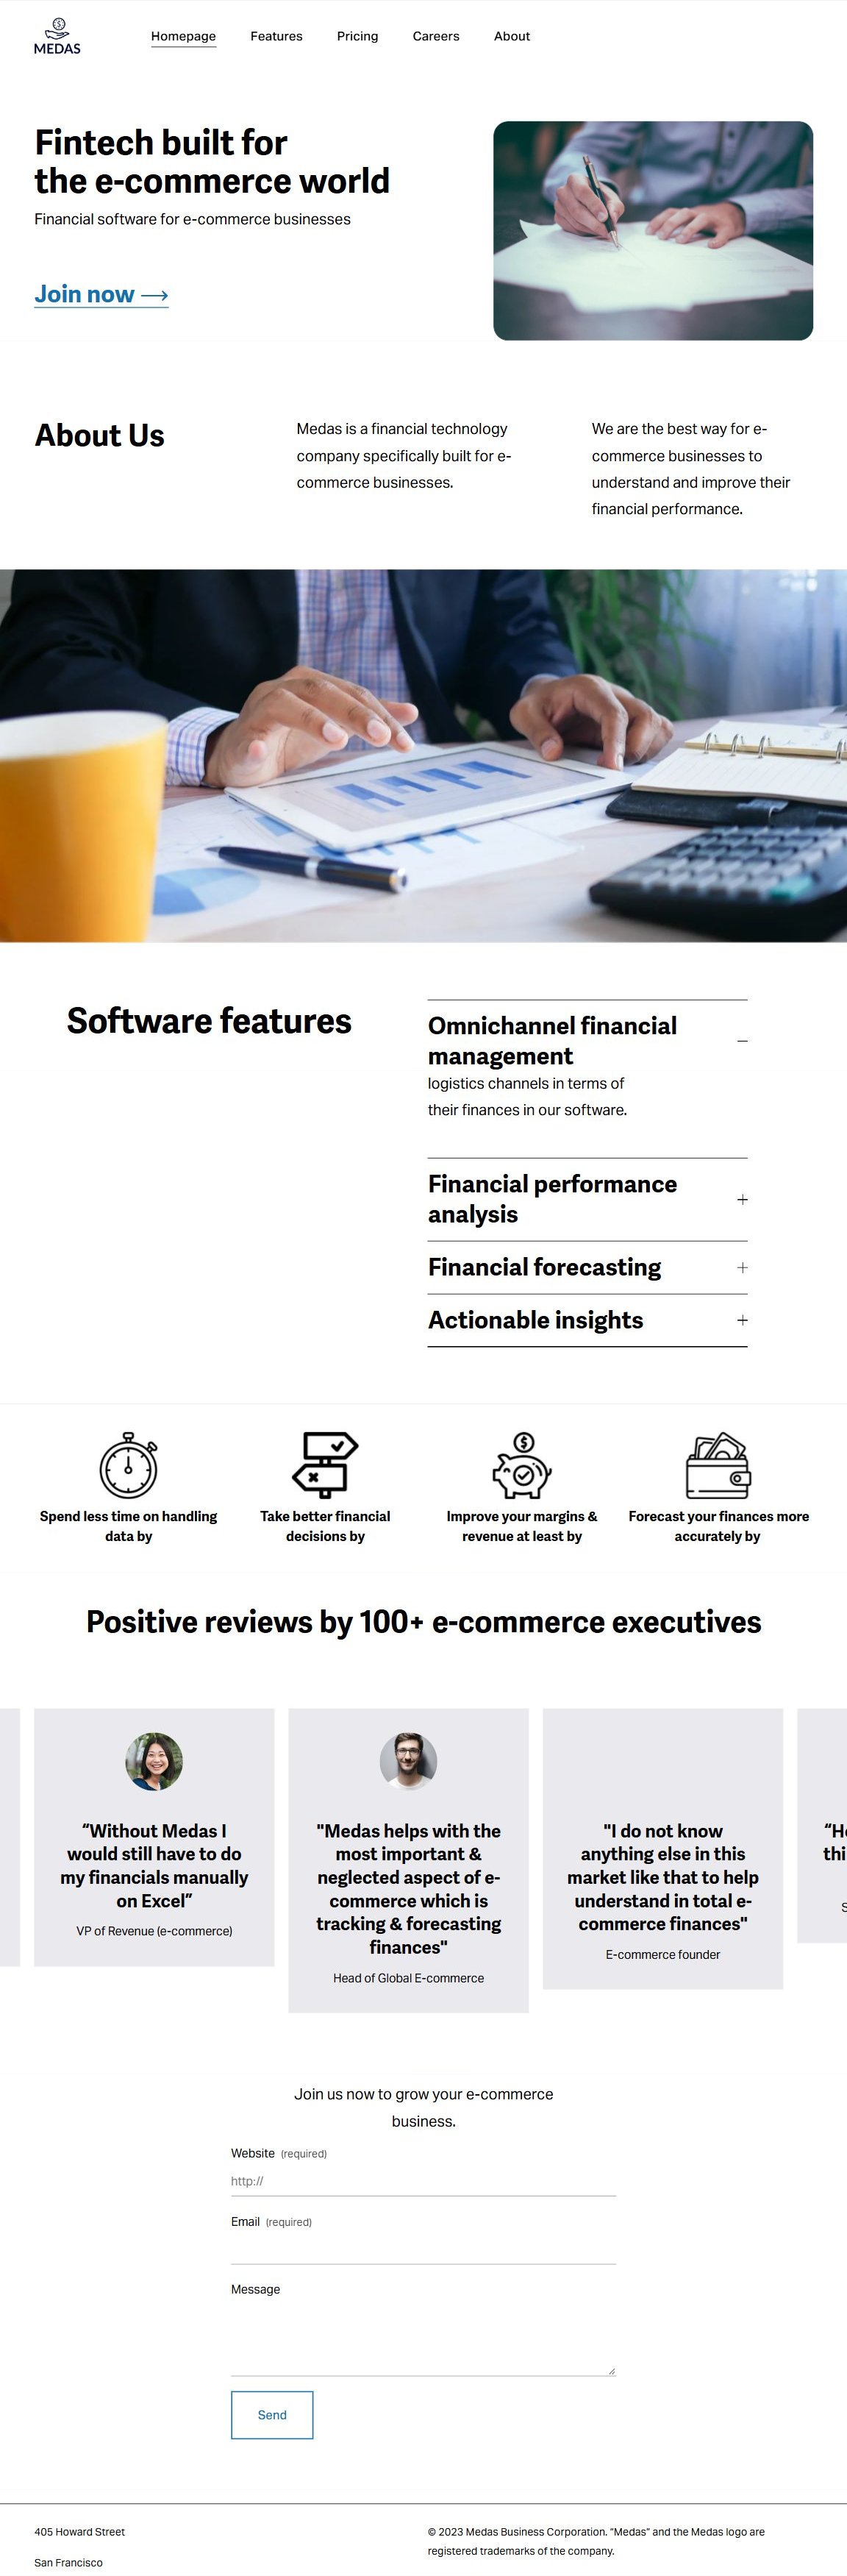 MEDAS
Homepage
Features
Pricing
Careers
About
Fintech built for
the e-commerce world
Financial software for e-commerce businesses
Join now
About Us
Medas is a financial technology
company specifically built for e-
commerce businesses.
We are the best way for e-
commerce businesses to
understand and improve their
financial performance.
Software features
Omnichannel financial
management
logistics channels in terms of
their finances in our software.
Financial performance
analysis
Financial forecasting
Actionable insights
Spend less time on handling
data by
Take better financial
decisions by
Improve your margins &
revenue at least by
Forecast your finances more
accurately by
Positive reviews by 100+ e-commerce executives
“Without Medas I
would still have to do
my financials manually
on Excel”
VP of Revenue (e-commerce)
"Medas helps with the
most important &
neglected aspect of e-
commerce which is
tracking & forecasting
finances"
Head of Global E-commerce
"I do not know
anything else in this
market like that to help
understand in total e-
commerce finances"
E-commerce founder
Join us now to grow your e-commerce
business.
Website (required)
http://
Email (required)
Message
Send
405 Howard Street
San Francisco
© 2023 Medas Business Corporation. “Medas” and the Medas logo are
registered trademarks of the company.